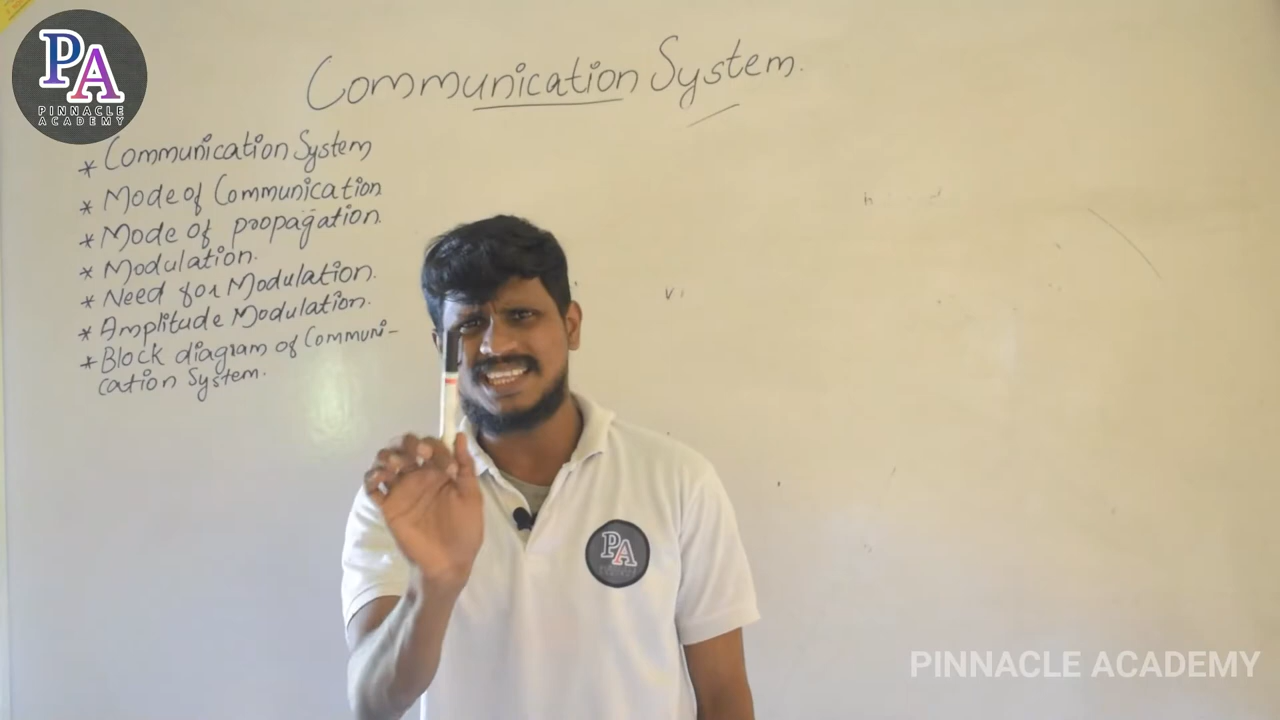 PA
PINNACLE
ACADEMY
Communication System.
* Communication System
* Mode of Communication
* Mode of propagation
* Modulation.
* Need for Modulation.
* Amplitude Modulation.
* Block diagram of Communi-
cation System.
PA
PINNACLE ACADEMY